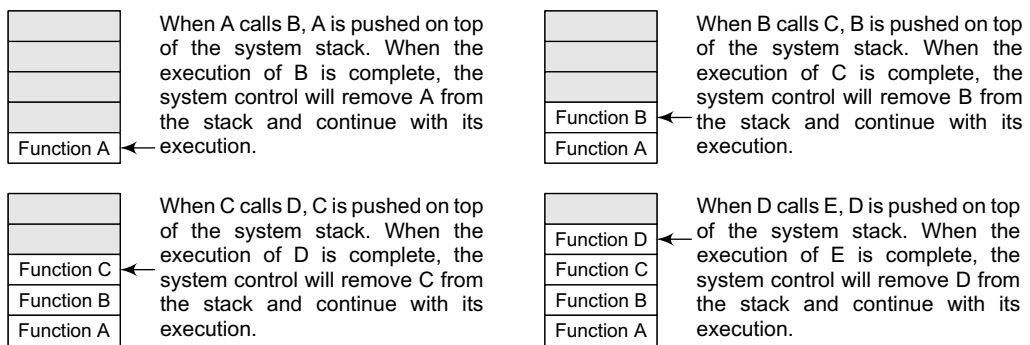 When A calls B, A is pushed on top
of the system stack. When the
execution of B is complete, the
system control will remove A from
the stack and continue with its
execution.
Function A
When B calls C, B is pushed on top
of the system stack. When the
execution of C is complete, the
system control will remove B from
the stack and continue with its
execution.
Function B
Function A
When C calls D, C is pushed on top
of the system stack. When the
execution of D is complete, the
system control will remove C from
the stack and continue with its
execution.
Function C
Function B
Function A
When D calls E, D is pushed on top
of the system stack. When the
execution of E is complete, the
system control will remove D from
the stack and continue with its
execution.
Function D
Function C
Function B
Function A